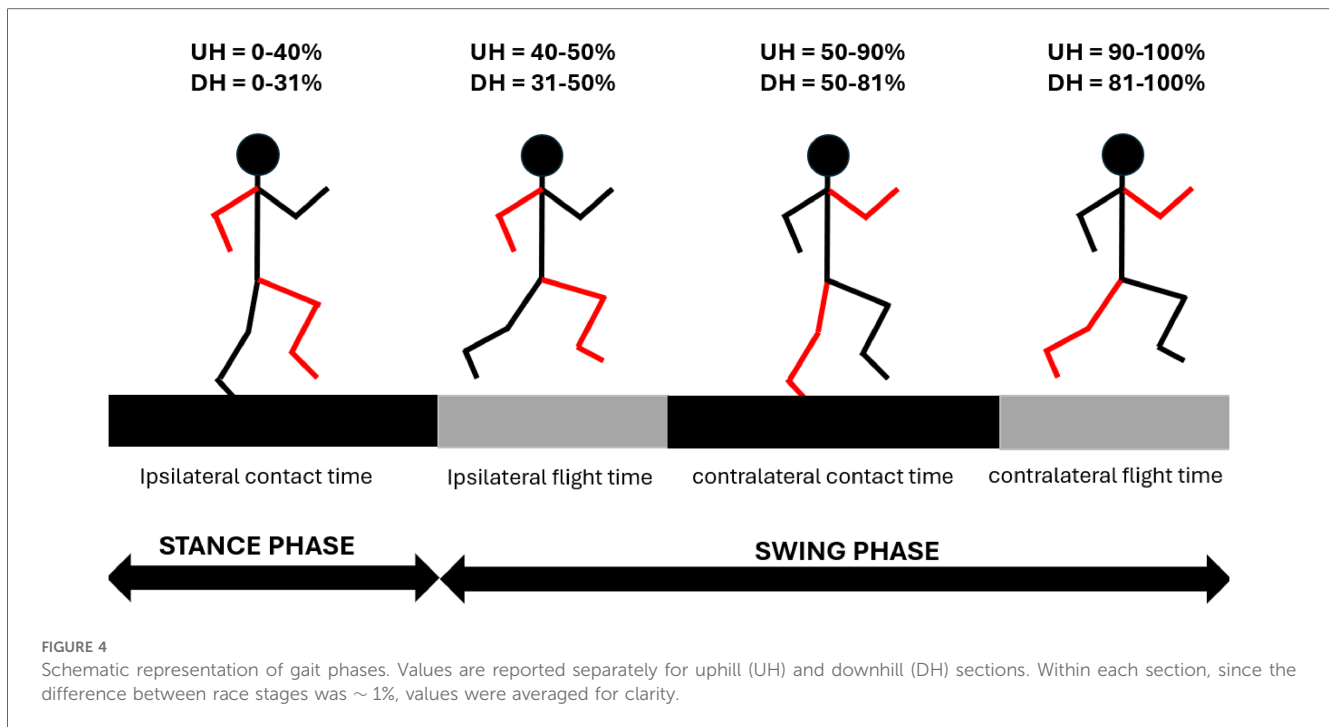 UH = 0-40%
DH = 0-31%
UH = 40-50%
DH = 31-50%
UH = 50-90%
DH = 50-81%
UH = 90-100%
DH = 81-100%
Ipsilateral contact time
Ipsilateral flight time
contralateral contact time
contralateral flight time
STANCE PHASE
SWING PHASE
FIGURE 4
Schematic representation of gait phases. Values are reported separately for uphill (UH) and downhill (DH) sections. Within each section, since the
difference between race stages was ~ 1%, values were averaged for clarity.